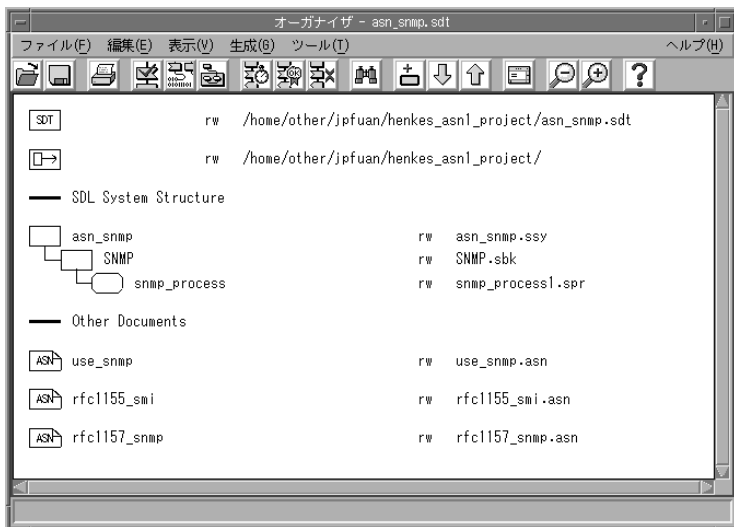 オーガナイザ - asn_snmp.sdt
ファイル(F) 編集(E) 表示(V) 生成(G) ツール(T) ヘルプ(H)
SDT rw /home/other/jpfuan/henkes_asn1_project/asn_snmp.sdt
rw /home/other/jpfuan/henkes_asn1_project/
SDL System Structure
asn_snmp rw asn_snmp.ssy
SNMP rw SNMP.sbk
snmp_process rw snmp_process1.spr
Other Documents
ASN use_snmp rw use_snmp.asn
ASN rfc1155_smi rw rfc1155_smi.asn
ASN rfc1157_snmp rw rfc1157_snmp.asn